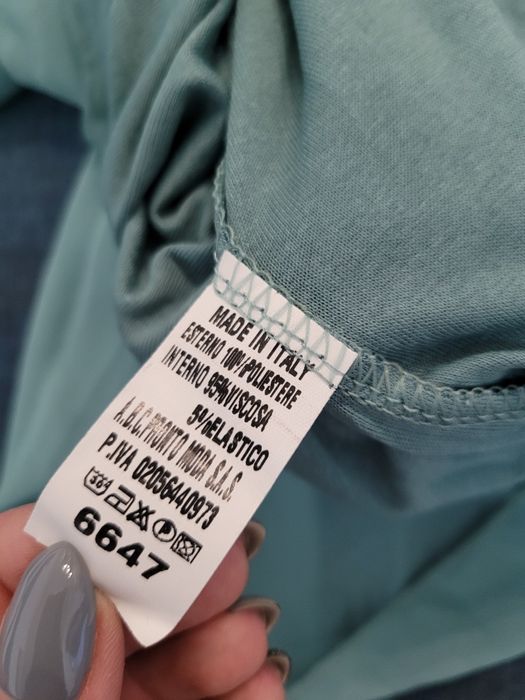 MADE IN ITALY
ESTERNO 100%POLIESTERE
INTERNO 95%VISCOSA
5%ELASTICO
A.B.C.PRONTO MODA S.A.S.
P.IVA 02056440973
P
6647